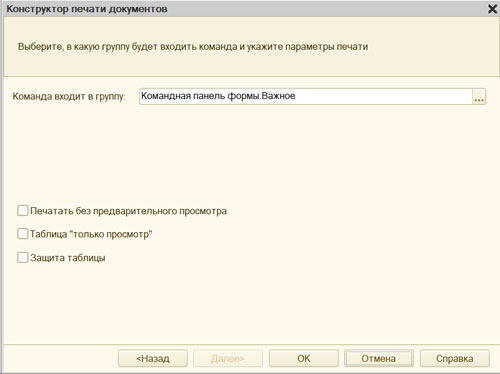 Конструктор печати документов
Выберите, в какую группу будет входить команда и укажите параметры печати
Команда входит в группу: Командная панель формы.Важное ...
Печатать без предварительного просмотра
Таблица "только просмотр"
Защита таблицы
<Назад Далее> OK Отмена Справка